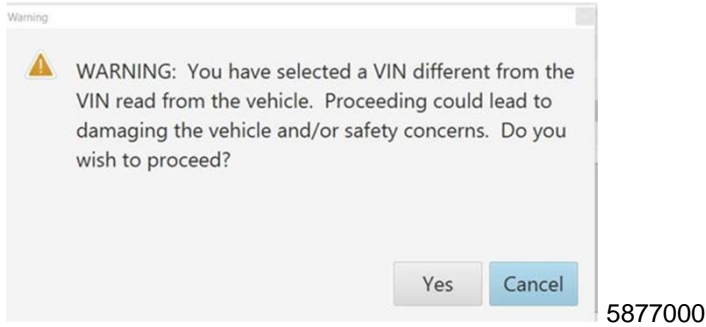 Warning
WARNING: You have selected a VIN different from the
VIN read from the vehicle. Proceeding could lead to
damaging the vehicle and/or safety concerns. Do you
wish to proceed?
Yes
Cancel
5877000